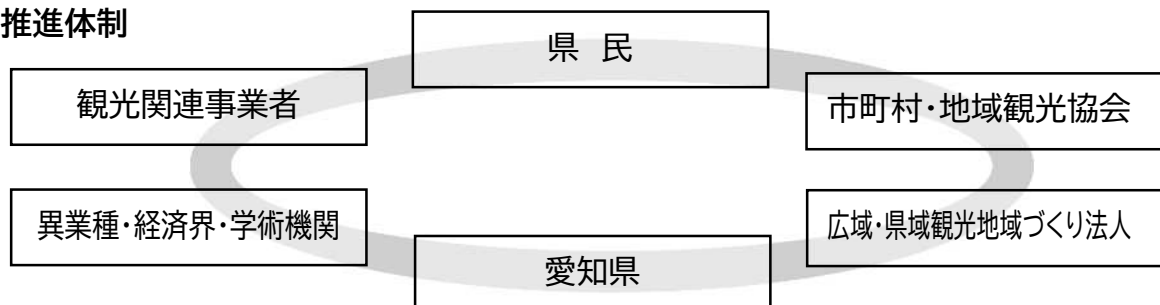 推進体制
県 民
観光関連事業者
市町村・地域観光協会
異業種・経済界・学術機関
広域・県域観光地域づくり法人
愛知県